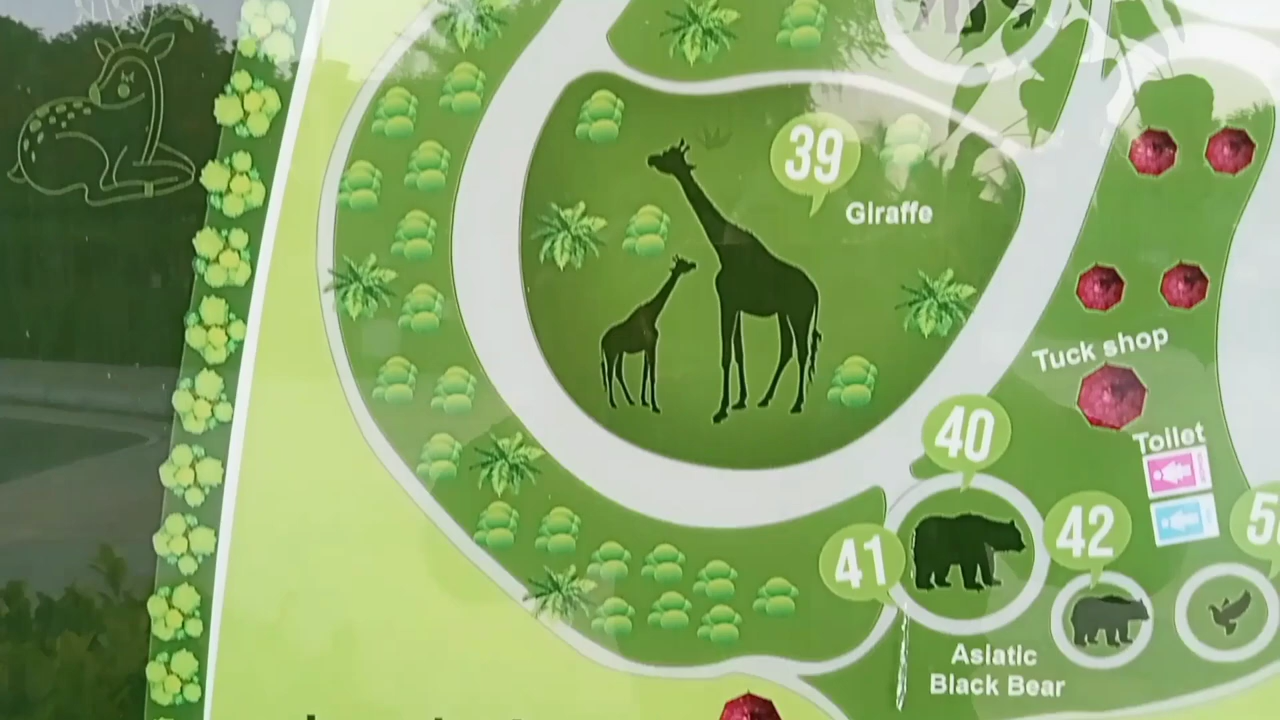 39
Giraffe
Tuck shop
40
Toilet
41
42
Asiatic
Black Bear